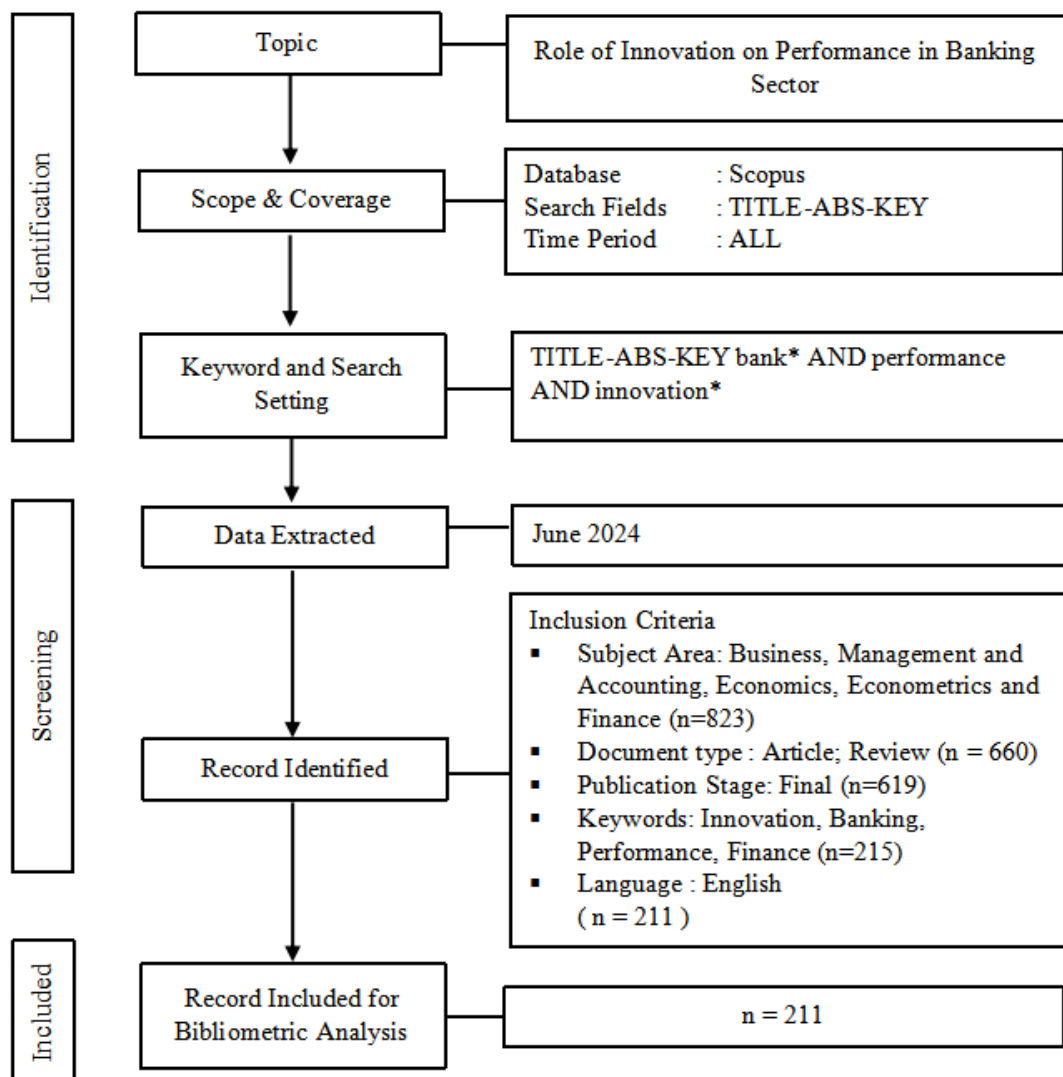 Identification
Topic
Role of Innovation on Performance in Banking
Sector
Scope & Coverage
Database : Scopus
Search Fields : TITLE-ABS-KEY
Time Period : ALL
Keyword and Search
Setting
TITLE-ABS-KEY bank* AND performance
AND innovation*
Screening
Data Extracted
June 2024
Record Identified
Inclusion Criteria
▪ Subject Area: Business, Management and
Accounting, Economics, Econometrics and
Finance (n=823)
▪ Document type : Article; Review (n = 660)
▪ Publication Stage: Final (n=619)
▪ Keywords: Innovation, Banking,
Performance, Finance (n=215)
▪ Language : English
( n = 211 )
Included
Record Included for
Bibliometric Analysis
n = 211